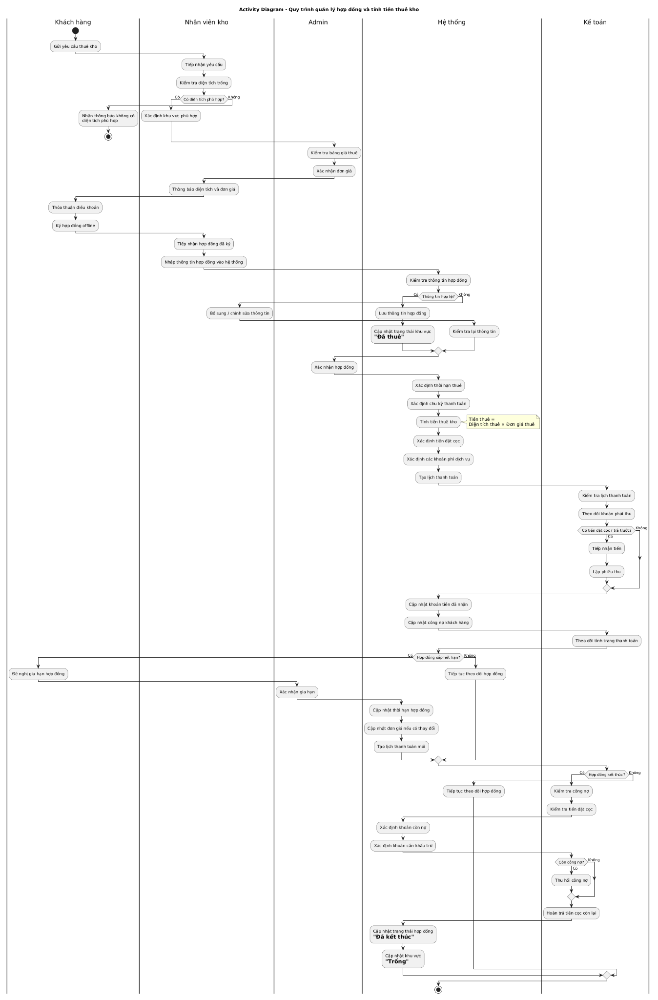 Activity Diagram - Quy trình quản lý hợp đồng và tính tiền thuê kho
Khách hàng
Nhân viên kho
Admin
Hệ thống
Kế toán
Gửi yêu cầu thuê kho
Tiếp nhận yêu cầu
Kiểm tra diện tích trống
Có
Có diện tích phù hợp?
Không
Nhận thông báo không có
diện tích phù hợp
Xác định khu vực phù hợp
Kiểm tra bảng giá thuê
Xác nhận đơn giá
Thông báo diện tích và đơn giá
Thỏa thuận điều khoản
Ký hợp đồng offline
Tiếp nhận hợp đồng đã ký
Nhập thông tin hợp đồng vào hệ thống
Kiểm tra thông tin hợp đồng
Có
Thông tin hợp lệ?
Không
Bổ sung / chỉnh sửa thông tin
Lưu thông tin hợp đồng
Cập nhật trạng thái khu vực
"Đã thuê"
Kiểm tra lại thông tin
Xác nhận hợp đồng
Xác định thời hạn thuê
Xác định chu kỳ thanh toán
Tính tiền thuê kho
Tiền thuê =
Diện tích thuê × Đơn giá thuê
Xác định tiền đặt cọc
Xác định các khoản phí dịch vụ
Tạo lịch thanh toán
Kiểm tra lịch thanh toán
Theo dõi khoản phải thu
Có tiền đặt cọc / trả trước?
Không
Có
Tiếp nhận tiền
Lập phiếu thu
Cập nhật khoản tiền đã nhận
Cập nhật công nợ khách hàng
Theo dõi tình trạng thanh toán
Có
Hợp đồng sắp hết hạn?
Không
Đề nghị gia hạn hợp đồng
Tiếp tục theo dõi hợp đồng
Xác nhận gia hạn
Cập nhật thời hạn hợp đồng
Cập nhật đơn giá nếu có thay đổi
Tạo lịch thanh toán mới
Có
Hợp đồng kết thúc?
Không
Tiếp tục theo dõi hợp đồng
Kiểm tra công nợ
Kiểm tra tiền đặt cọc
Xác định khoản còn nợ
Xác định khoản cần khấu trừ
Còn công nợ?
Không
Có
Thu hồi công nợ
Hoàn trả tiền cọc còn lại
Cập nhật trạng thái hợp đồng
"Đã kết thúc"
Cập nhật khu vực
"Trống"